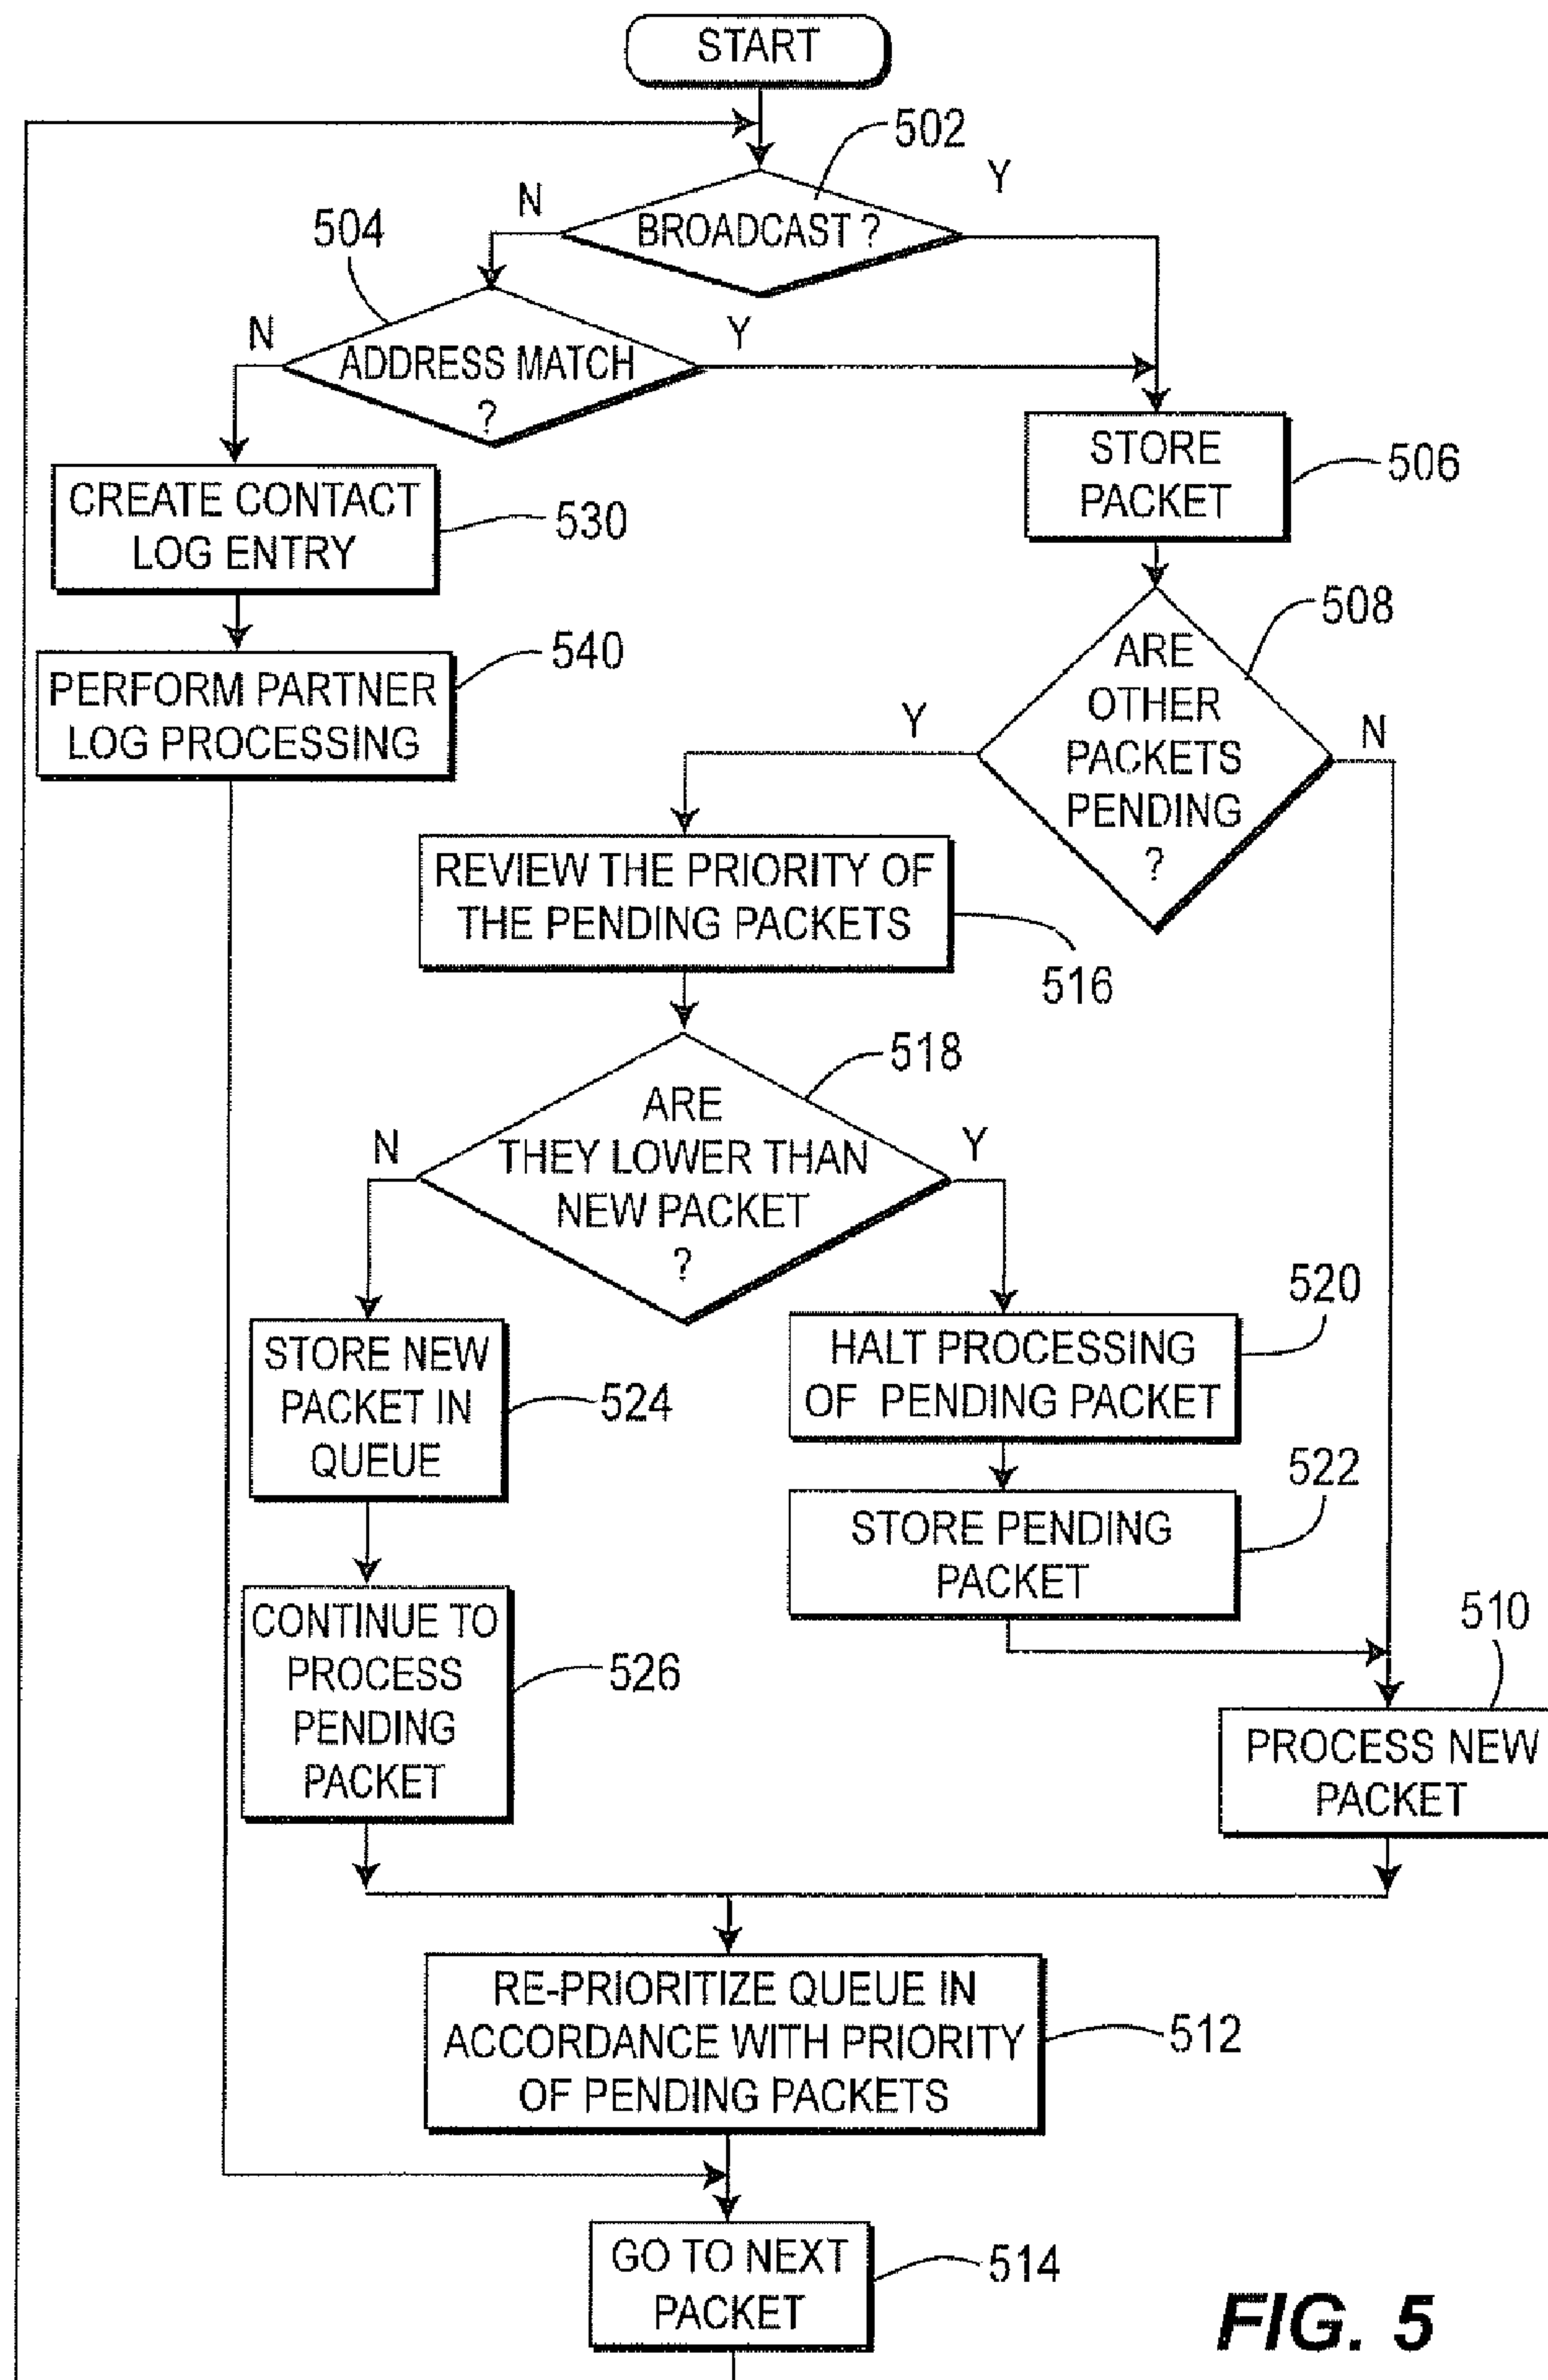 START
502
N
Y
BROADCAST ?
504
N
Y
ADDRESS MATCH
?
STORE
PACKET
506
CREATE CONTACT
LOG ENTRY
530
508
ARE
OTHER
PACKETS
PENDING
?
Y
N
PERFORM PARTNER
LOG PROCESSING
540
REVIEW THE PRIORITY OF
THE PENDING PACKETS
516
518
ARE
THEY LOWER THAN
NEW PACKET
?
N
Y
STORE NEW
PACKET IN
QUEUE
524
HALT PROCESSING
OF PENDING PACKET
520
STORE PENDING
PACKET
522
CONTINUE TO
PROCESS
PENDING
PACKET
526
510
PROCESS NEW
PACKET
RE-PRIORITIZE QUEUE IN
ACCORDANCE WITH PRIORITY
OF PENDING PACKETS
512
GO TO NEXT
PACKET
514
FIG. 5